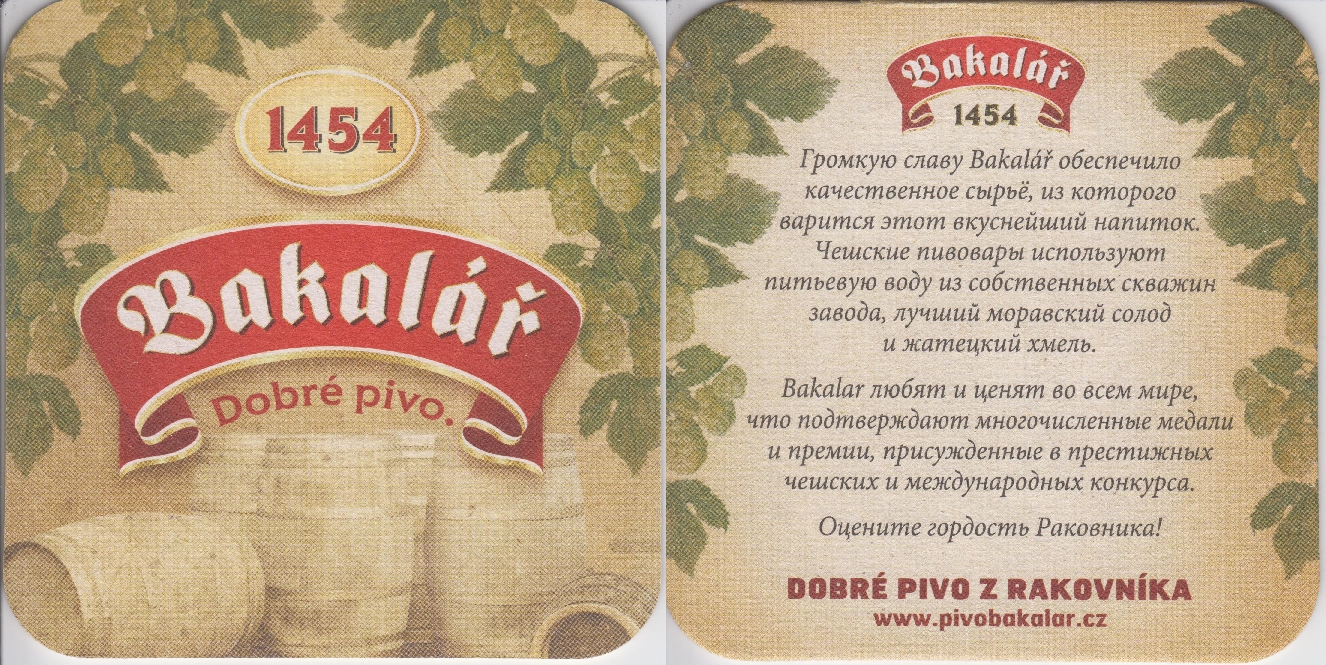 1454
Bakalář
Dobré pivo.
Bakalář
1454
Громкую славу Bakalář обеспечило
качественное сырьё, из которого
варится этот вкуснейший напиток.
Чешские пивовары используют
питьевую воду из собственных скважин
завода, лучший моравский солод
и жатецкий хмель.
Bakalar любят и ценят во всем мире,
что подтверждают многочисленные медали
и премии, присужденные в престижных
чешских и международных конкурса.
Оцените гордость Раковника!
DOBRÉ PIVO Z RAKOVNÍKA
www.pivobakalar.cz